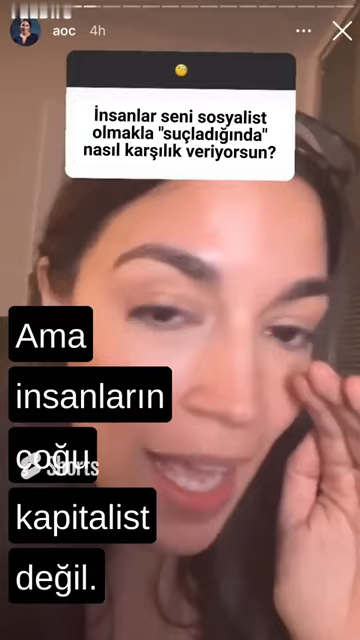 aoc 4h
İnsanlar seni sosyalist
olmakla "suçladığında"
nasıl karşılık veriyorsun?
Ama
insanların
çoğu
Shorts
kapitalist
değil.